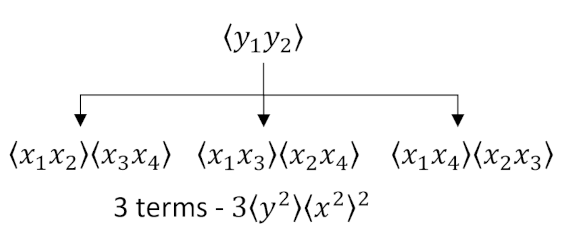 ⟨y₁y₂⟩
⟨x₁x₂⟩⟨x₃x₄⟩ ⟨x₁x₃⟩⟨x₂x₄⟩ ⟨x₁x₄⟩⟨x₂x₃⟩
3 terms - 3⟨y²⟩⟨x²⟩²